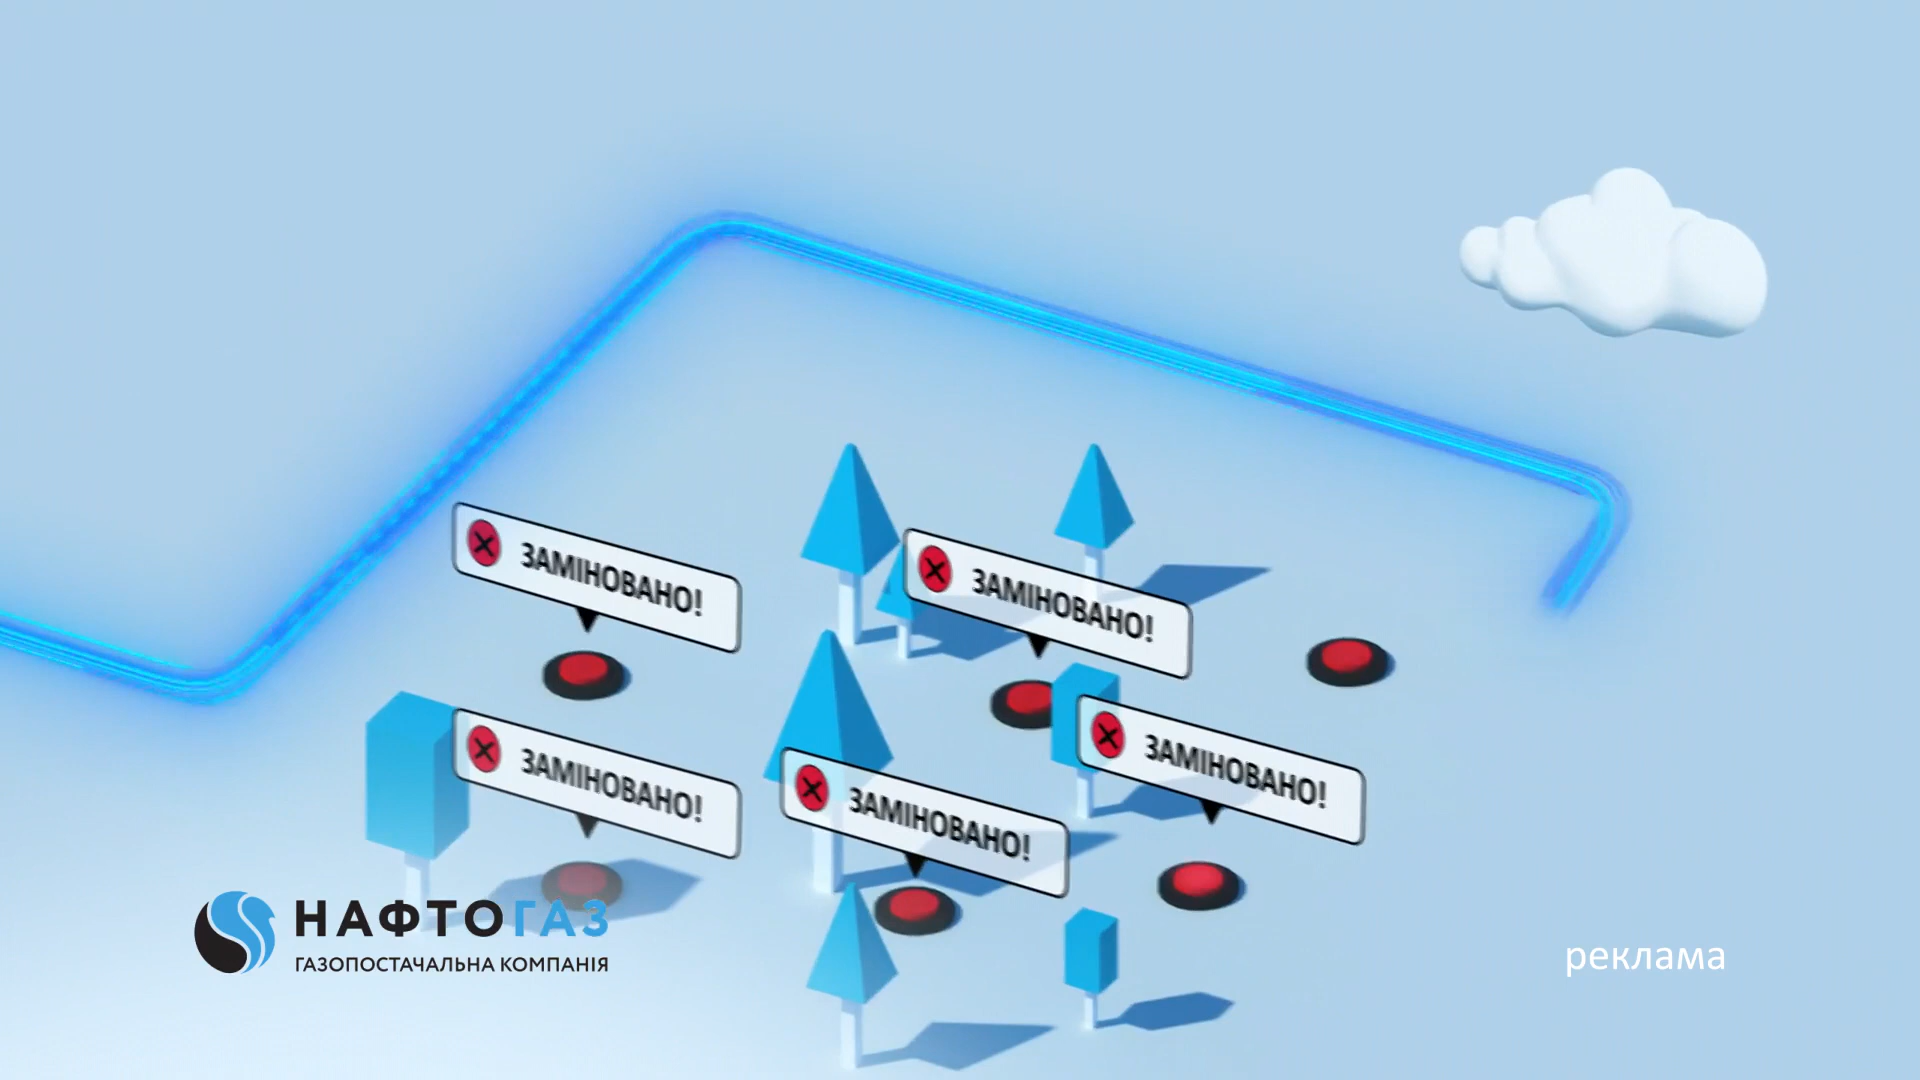 ЗАМІНОВАНО!
ЗАМІНОВАНО!
ЗАМІНОВАНО!
ЗАМІНОВАНО!
ЗАМІНОВАНО!
НАФТОГАЗ
ГАЗОПОСТАЧАЛЬНА КОМПАНІЯ
реклама